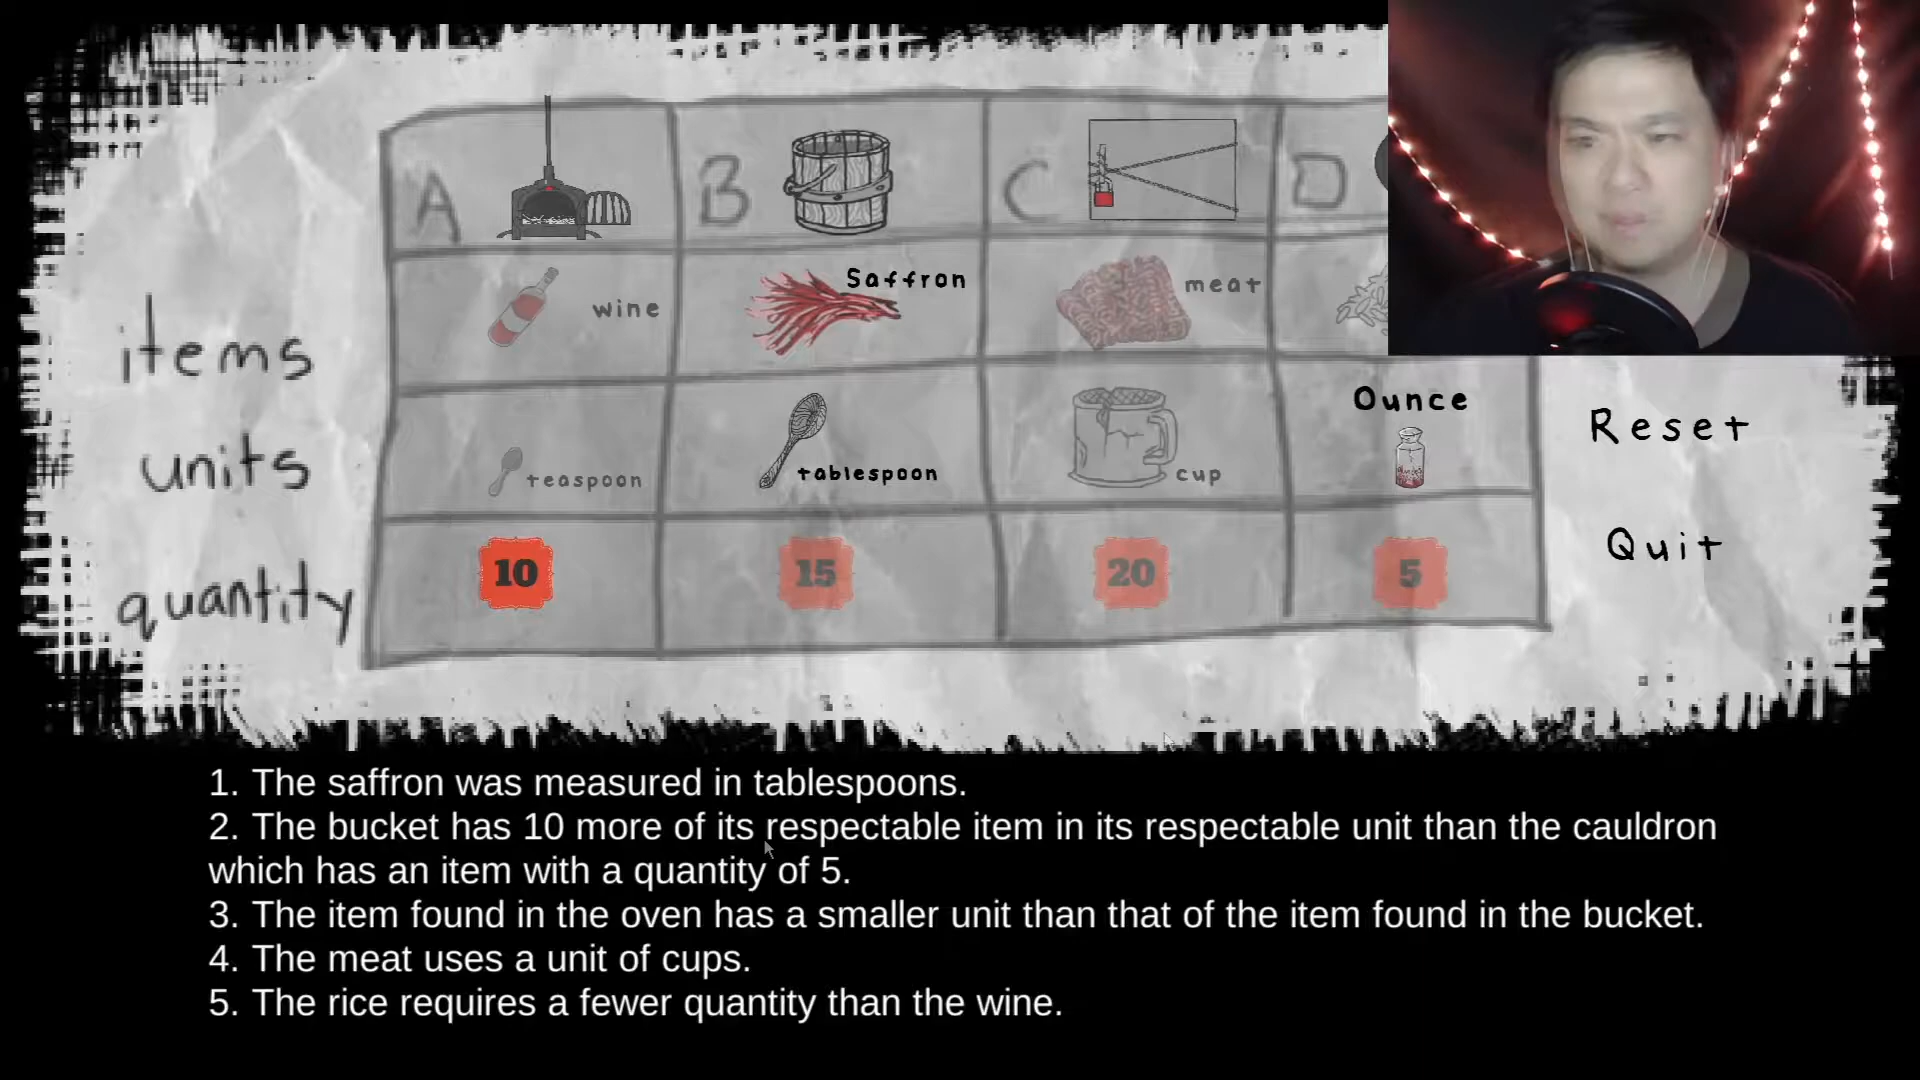 A B C D
wine Saffron meat
items
Ounce
Reset
units
teaspoon tablespoon cup
10 15 20 5
Quit
quantity
1. The saffron was measured in tablespoons.
2. The bucket has 10 more of its respectable item in its respectable unit than the cauldron
which has an item with a quantity of 5.
3. The item found in the oven has a smaller unit than that of the item found in the bucket.
4. The meat uses a unit of cups.
5. The rice requires a fewer quantity than the wine.